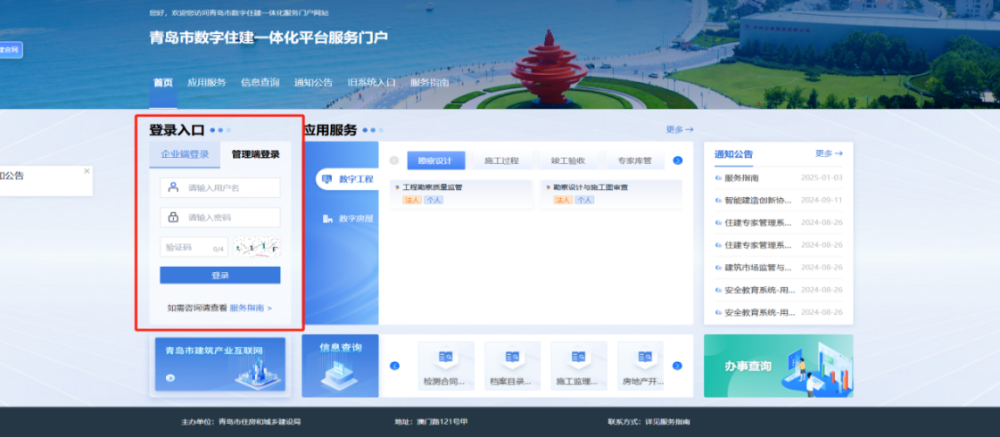 您好，欢迎您访问青岛市数字住建一体化服务门户网站
青岛市数字住建一体化平台服务门户
建官网
首页 应用服务 信息查询 通知公告 旧系统入口 服务指南
登录入口
企业端登录 管理端登录
请输入用户名
请输入密码
验证码 0/4
登录
如需咨询请查看 服务指南 >
知公告 ×
应用服务
更多 →
数字工程
数字房屋
勘察设计 施工过程 竣工验收 专家库管
工程勘察质量监管
法人 个人
勘察设计与施工图审查
法人 个人
通知公告 更多 →
服务指南 2025-01-03
智能建造创新协... 2024-09-11
住建专家管理系... 2024-08-26
住建专家管理系... 2024-08-26
建筑市场监管与... 2024-08-26
安全教育系统-用... 2024-08-26
安全教育系统-用... 2024-08-26
青岛市建筑产业互联网
信息查询
检测合同... 档案目录... 施工监理... 房地产开...
办事查询
主办单位：青岛市住房和城乡建设局 地址：澳门路121号甲 联系方式：详见服务指南